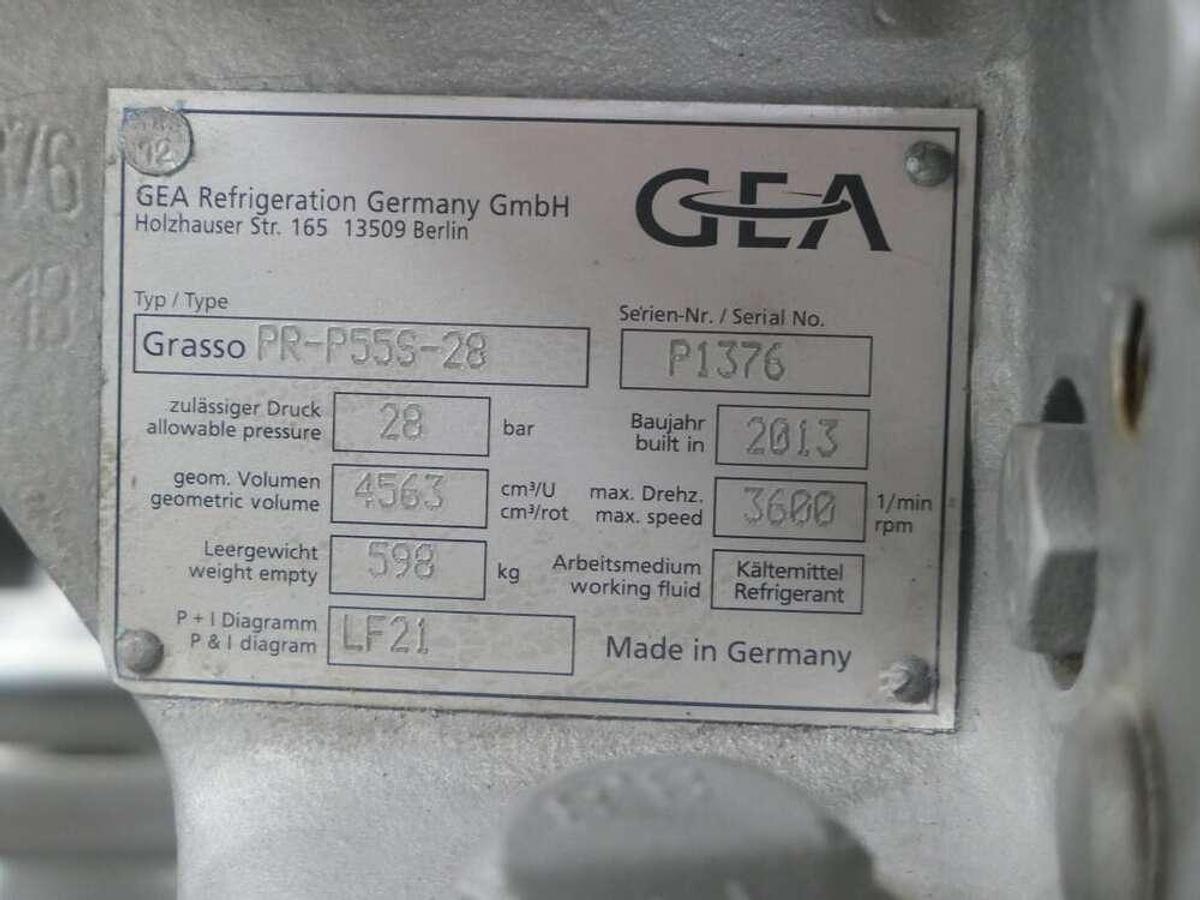 GEA Refrigeration Germany GmbH
Holzhauser Str. 165 13509 Berlin
GEA
Typ / Type
Grasso PR-P55S-28
Serien-Nr. / Serial No.
P1376
zulässiger Druck
allowable pressure
28
bar
Baujahr
built in
2013
geom. Volumen
geometric volume
4563
cm³/U
cm³/rot
max. Drehz.
max. speed
3600
1/min
rpm
Leergewicht
weight empty
598
kg
Arbeitsmedium
working fluid
Kältemittel
Refrigerant
P + I Diagramm
P & I diagram
LF21
Made in Germany